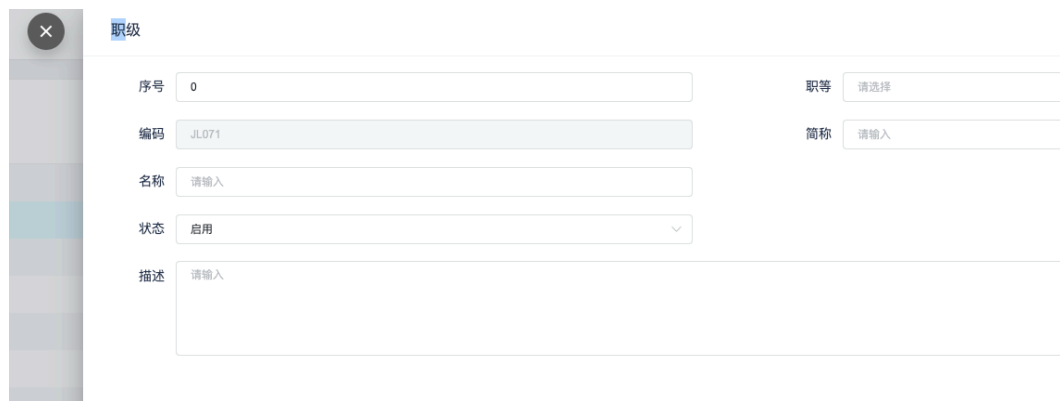 职级
序号 0 职等 请选择
编码 JL071 简称 请输入
名称 请输入
状态 启用
描述 请输入